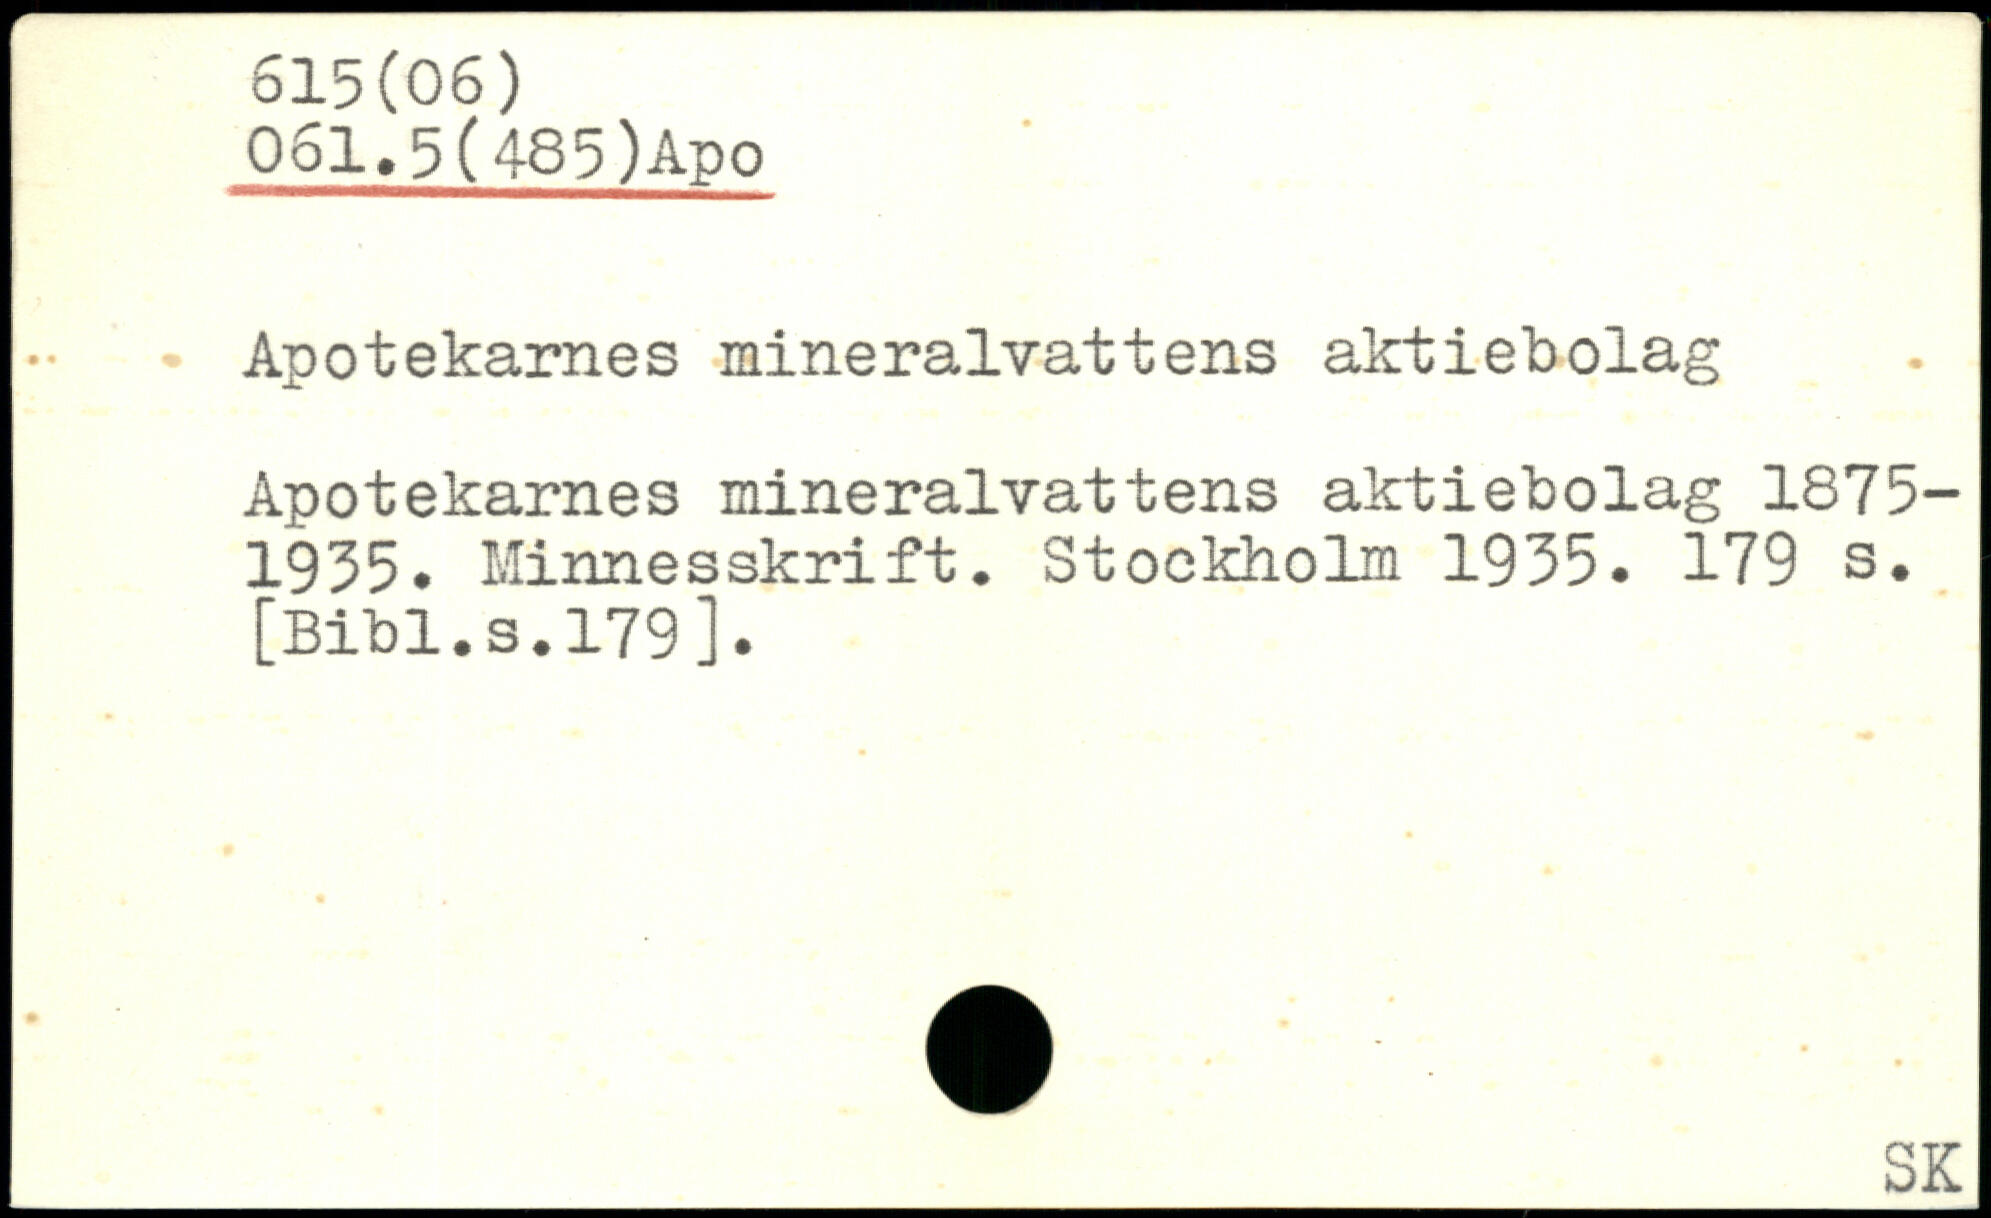 615(06)
061.5(485)Apo
Apotekarnes mineralvattens aktiebolag
Apotekarnes mineralvattens aktiebolag 1875-
1935. Minnesskrift. Stockholm 1935. 179 s.
[Bibl.s.179].
SK